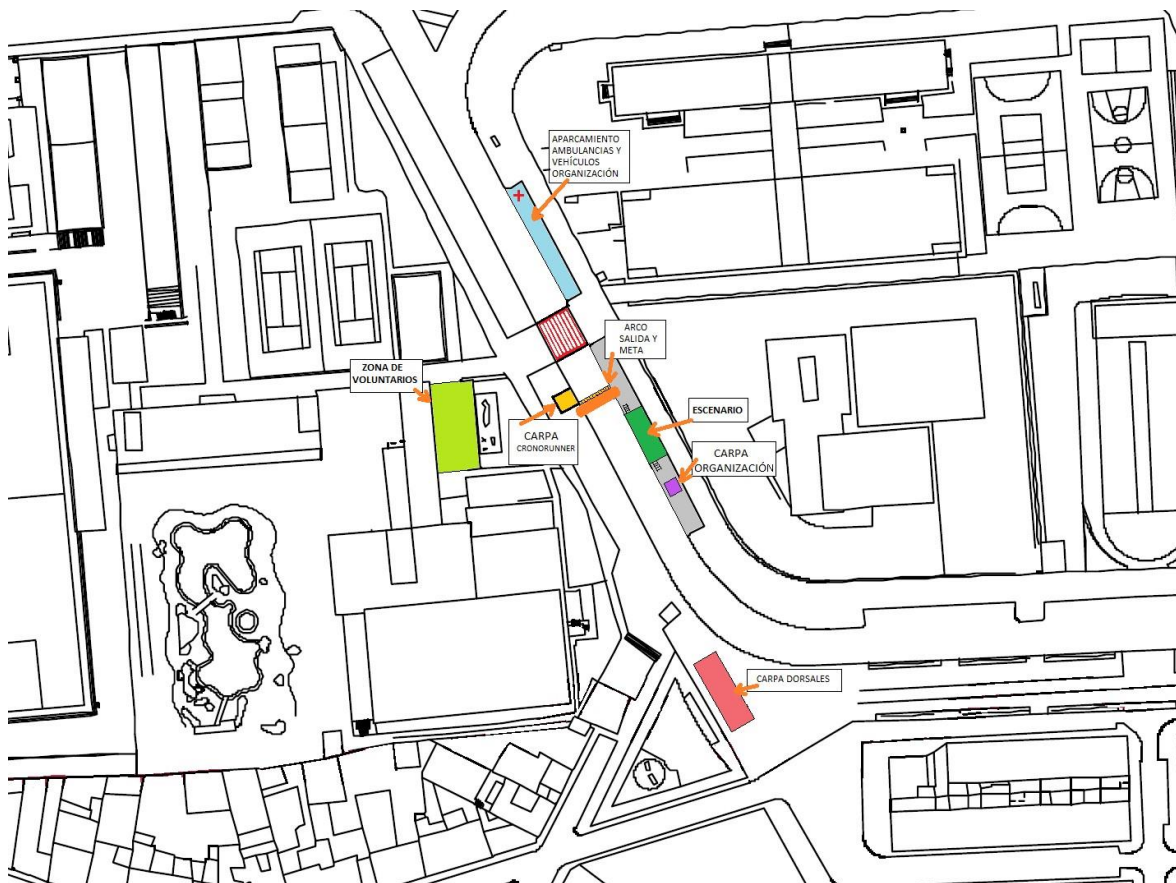 APARCAMIENTO
AMBULANCIAS Y
VEHÍCULOS
ORGANIZACIÓN
ARCO
SALIDA Y
META
ZONA DE
VOLUNTARIOS
ESCENARIO
CARPA
CRONORUNNER
CARPA
ORGANIZACIÓN
CARPA DORSALES